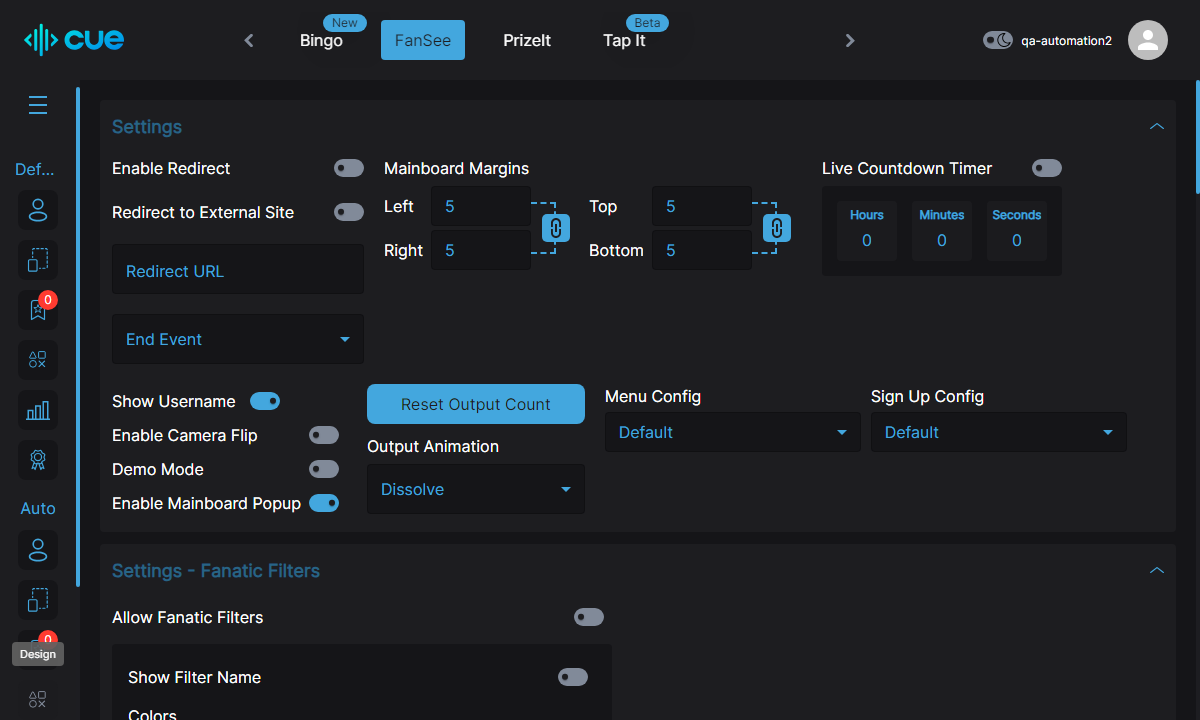 cue
Bingo
New
FanSee
PrizeIt
Tap It
Beta
qa-automation2
Def...
0
Auto
0
Design
Settings
Enable Redirect
Redirect to External Site
Redirect URL
End Event
Mainboard Margins
Left
5
Right
5
Top
5
Bottom
5
Live Countdown Timer
Hours
0
Minutes
0
Seconds
0
Show Username
Enable Camera Flip
Demo Mode
Enable Mainboard Popup
Reset Output Count
Output Animation
Dissolve
Menu Config
Default
Sign Up Config
Default
Settings - Fanatic Filters
Allow Fanatic Filters
Show Filter Name
Colors